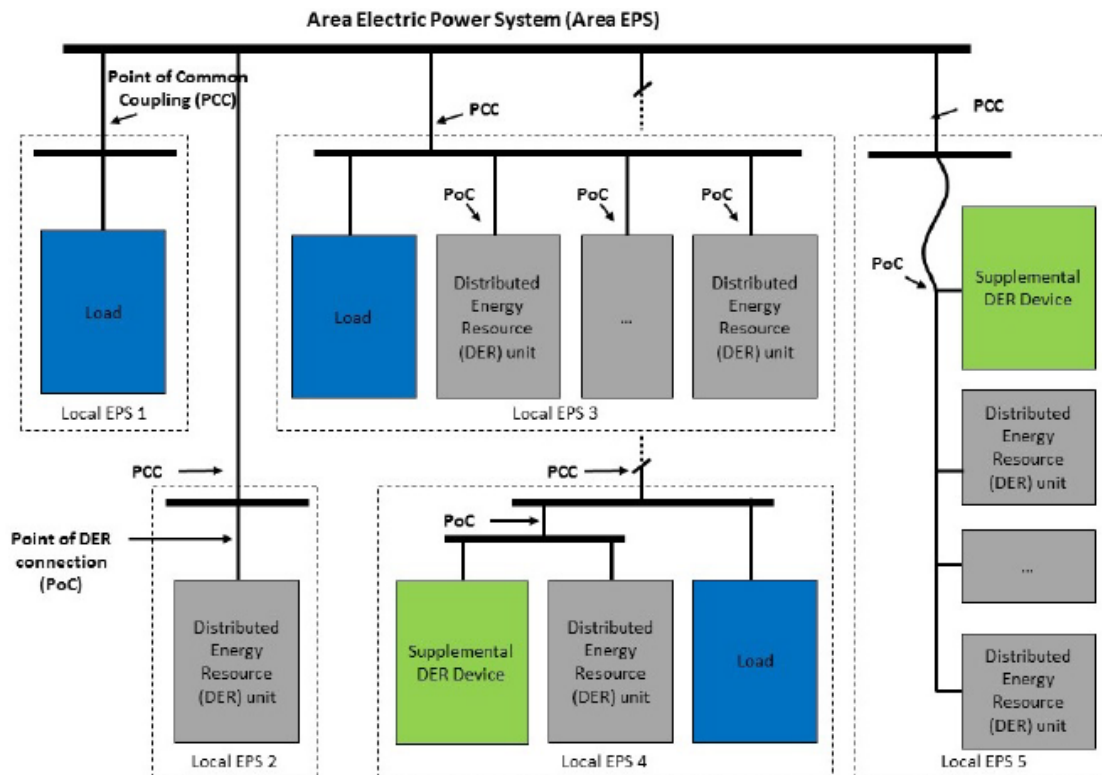 Area Electric Power System (Area EPS)
Point of Common
Coupling (PCC)
PCC
PCC
PoC
PoC
PoC
Load
Load
Distributed
Energy
Resource
(DER) unit
...
Distributed
Energy
Resource
(DER) unit
Local EPS 1
Local EPS 3
PoC
Supplemental
DER Device
Distributed
Energy
Resource
(DER) unit
...
Distributed
Energy
Resource
(DER) unit
Local EPS 5
PCC
Point of DER
connection
(PoC)
Distributed
Energy
Resource
(DER) unit
Local EPS 2
PCC
PoC
Supplemental
DER Device
Distributed
Energy
Resource
(DER) unit
Load
Local EPS 4